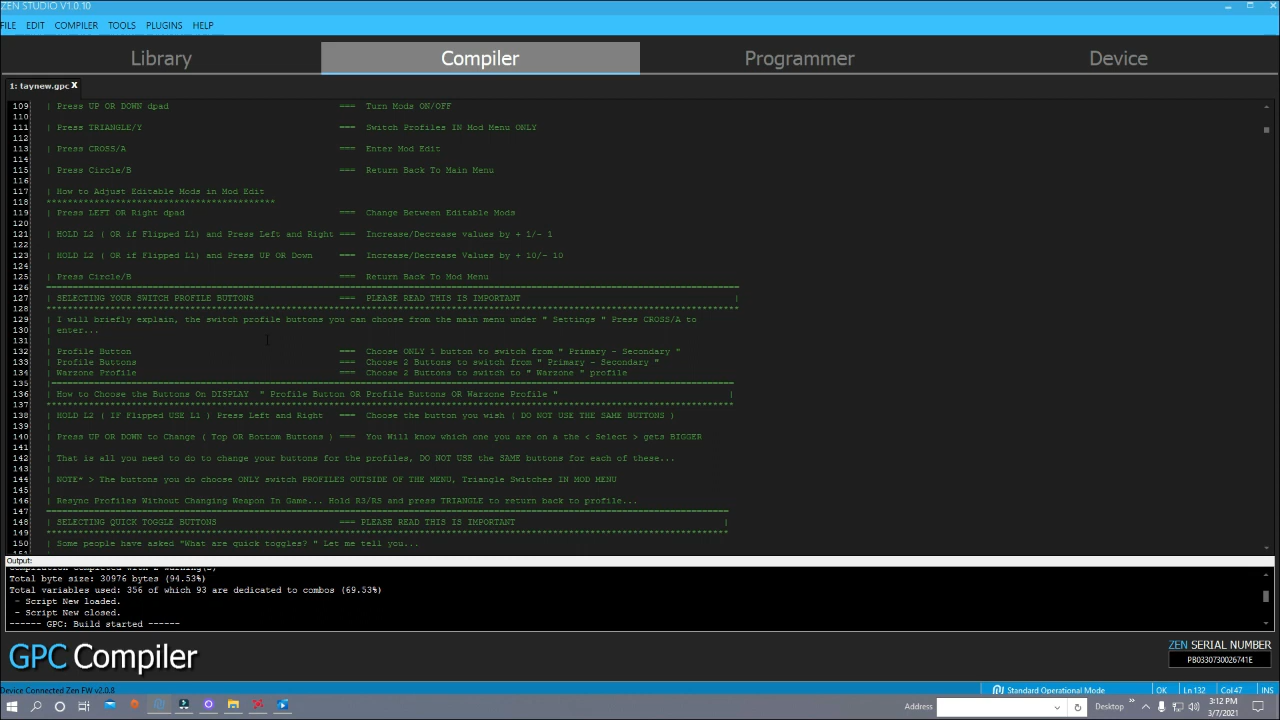 ZEN STUDIO V1.0.10
FILE EDIT COMPILER TOOLS PLUGINS HELP
Library Compiler Programmer Device
1: taynew.gpc X
109 | Press UP OR DOWN dpad === Turn Mods ON/OFF
110
111 | Press TRIANGLE/Y === Switch Profiles IN Mod Menu ONLY
112
113 | Press CROSS/A === Enter Mod Edit
114
115 | Press Circle/B === Return Back To Main Menu
116
117 | How to Adjust Editable Mods in Mod Edit
118 *******************************************
119 | Press LEFT OR Right dpad === Change Between Editable Mods
120
121 | HOLD L2 ( OR if Flipped L1) and Press Left and Right === Increase/Decrease values by + 1/- 1
122
123 | HOLD L2 ( OR if Flipped L1) and Press UP OR Down === Increase/Decrease Values by + 10/- 10
124
125 | Press Circle/B === Return Back To Mod Menu
126 ==================================================
127 | SELECTING YOUR SWITCH PROFILE BUTTONS === PLEASE READ THIS IS IMPORTANT |
128 **************************************************
129 | I will briefly explain, the switch profile buttons you can choose from the main menu under " Settings " Press CROSS/A to
130 | enter...
131 |
132 | Profile Button === Choose ONLY 1 button to switch from " Primary - Secondary "
133 | Profile Buttons === Choose 2 Buttons to switch from " Primary - Secondary "
134 | Warzone Profile === Choose 2 Buttons to switch to " Warzone " profile
135 |==================================================
136 | How to Choose the Buttons On DISPLAY " Profile Button OR Profile Buttons OR Warzone Profile " |
137 **************************************************
138 | HOLD L2 ( IF Flipped USE L1 ) Press Left and Right === Choose the button you wish ( DO NOT USE THE SAME BUTTONS )
139 |
140 | Press UP OR DOWN to Change ( Top OR Bottom Buttons ) === You Will know which one you are on a the < Select > gets BIGGER
141 |
142 | That is all you need to do to change your buttons for the profiles, DO NOT USE the SAME buttons for each of these...
143 |
144 | NOTE* > The buttons you do choose ONLY switch PROFILES OUTSIDE OF THE MENU, Triangle Switches IN MOD MENU
145 |
146 | Resync Profiles Without Changing Weapon In Game... Hold R3/RS and press TRIANGLE to return back to profile...
147 ==================================================
148 | SELECTING QUICK TOGGLE BUTTONS === PLEASE READ THIS IS IMPORTANT |
149 **************************************************
150 | Some people have asked "What are quick toggles? " Let me tell you...
151
Output:
Compilation completed with 2 warning(s)
Total byte size: 30976 bytes (94.53%)
Total variables used: 356 of which 93 are dedicated to combos (69.53%)
- Script New loaded.
- Script New closed.
------ GPC: Build started ------
GPC Compiler
ZEN SERIAL NUMBER
PB0330730026741E
Device Connected Zen FW v2.0.8
Standard Operational Mode OK Ln 132 Col 47 INS
Address Desktop
3:12 PM
3/7/2021